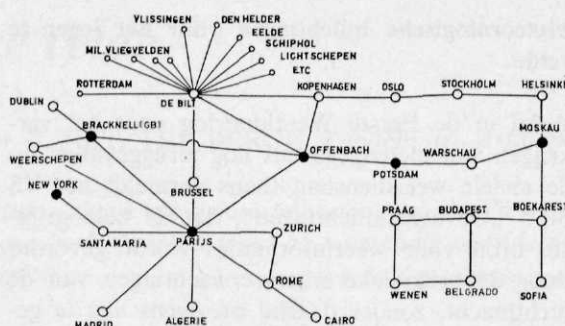 VLISSINGEN
DEN HELDER
EELDE
SCHIPHOL
LICHTSCHEPEN
ETC
MIL. VLIEGVELDEN
ROTTERDAM
DE BILT
KOPENHAGEN
OSLO
STOCKHOLM
HELSINKI
DUBLIN
BRACKNELL(GB)
OFFENBACH
MOSKAU
WEERSCHEPEN
WARSCHAU
POTSDAM
NEW YORK
BRUSSEL
PRAAG
BUDAPEST
BOEKAREST
SANTA MARIA
PARIJS
ZURICH
ROME
WENEN
BELGRADO
SOFIA
MADRID
ALGERIE
CAIRO